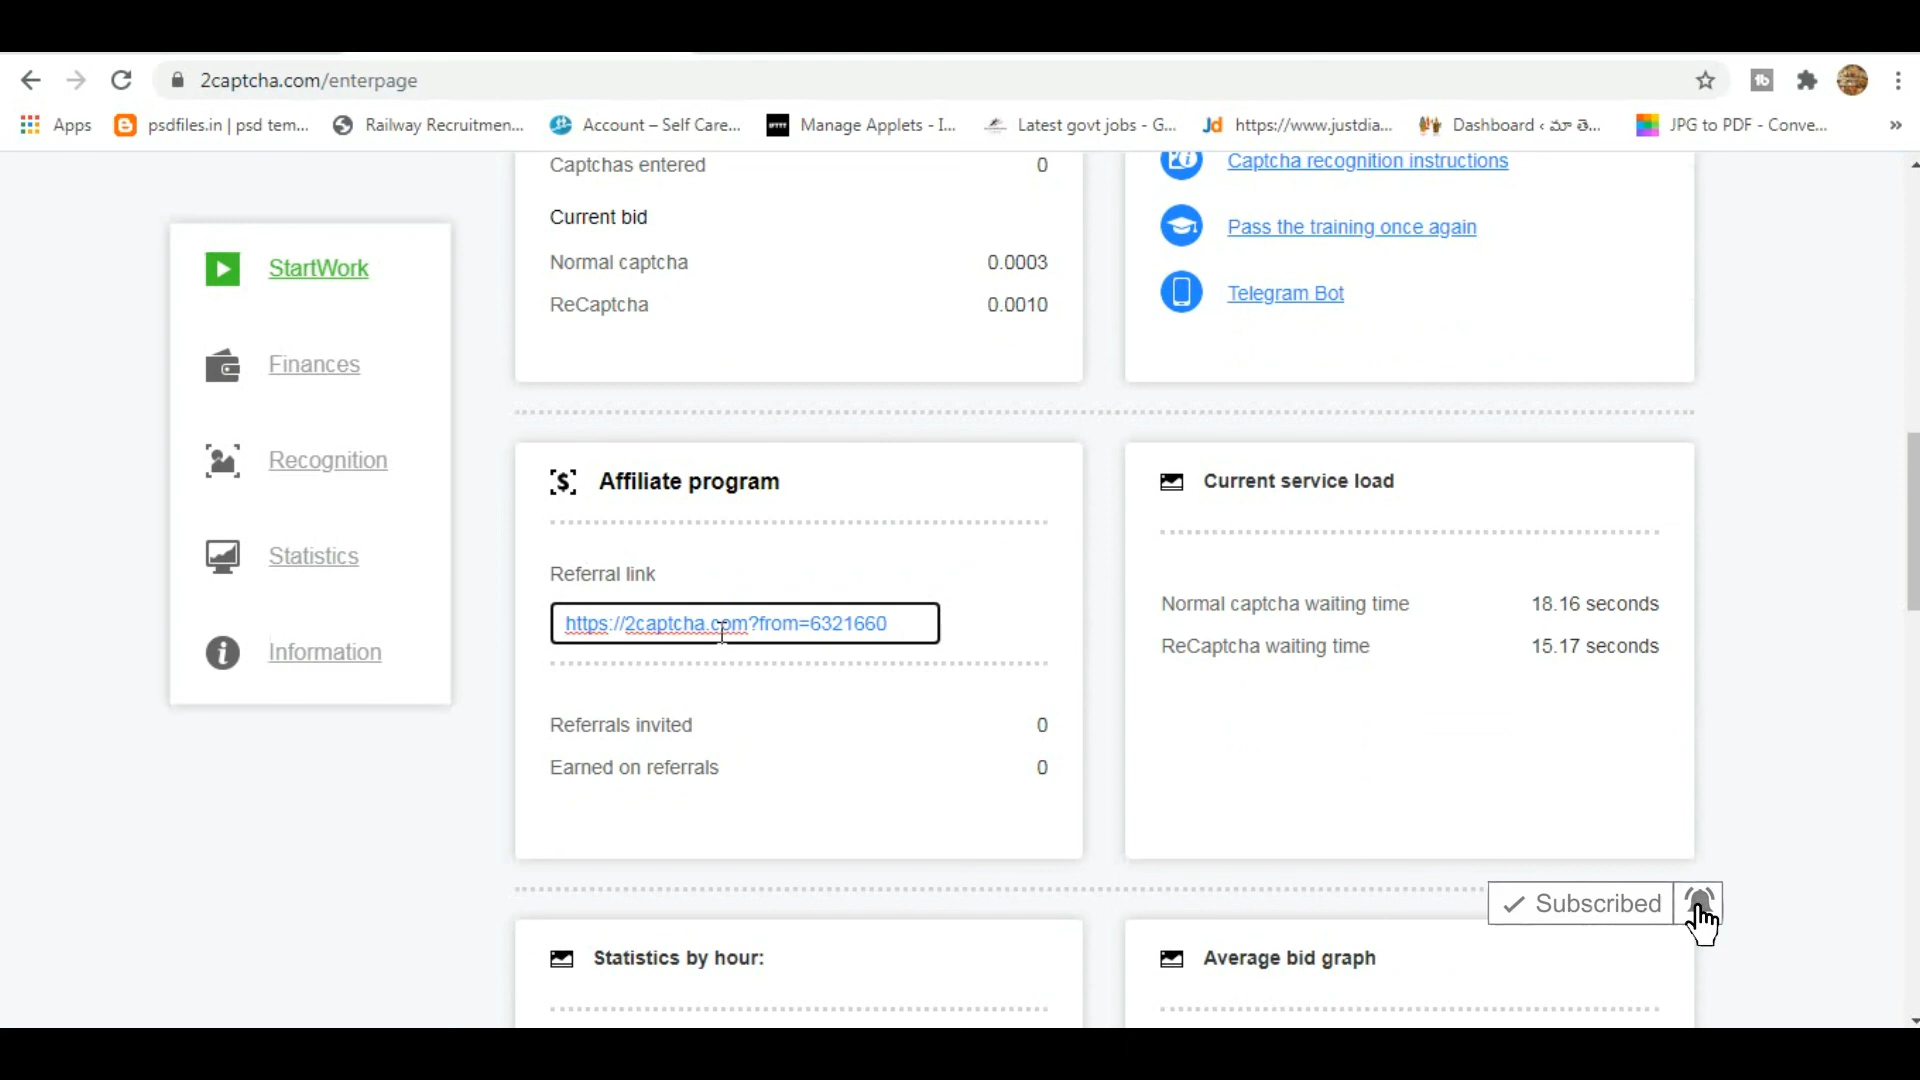 2captcha.com/enterpage
Apps
psdfiles.in | psd tem...
Railway Recruitmen...
Account – Self Care...
Manage Applets - I...
Latest govt jobs - G...
https://www.justdia...
Dashboard ‹ మా తె...
JPG to PDF - Conve...
»
StartWork
Finances
Recognition
Statistics
Information
Captchas entered 0
Current bid
Normal captcha 0.0003
ReCaptcha 0.0010
Captcha recognition instructions
Pass the training once again
Telegram Bot
Affiliate program
Referral link
https://2captcha.com?from=6321660
Referrals invited 0
Earned on referrals 0
Current service load
Normal captcha waiting time 18.16 seconds
ReCaptcha waiting time 15.17 seconds
Subscribed
Statistics by hour:
Average bid graph